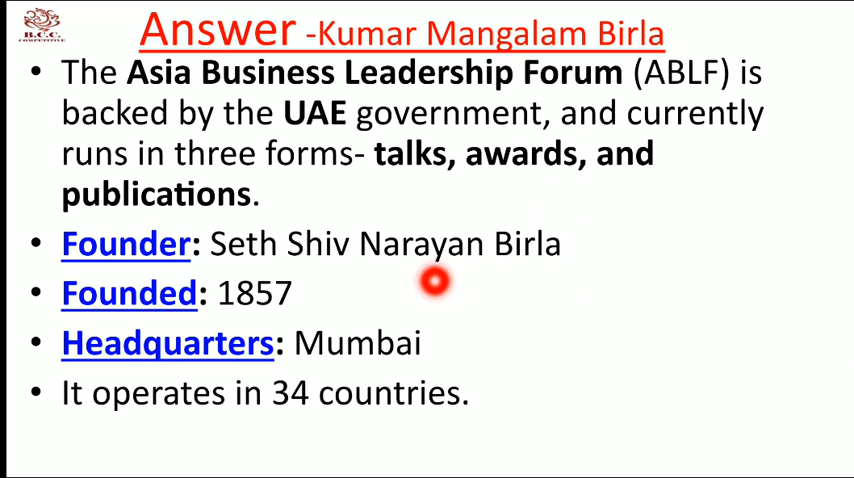 B.C.C.
COMPETITIVE
Answer -Kumar Mangalam Birla
• The Asia Business Leadership Forum (ABLF) is
backed by the UAE government, and currently
runs in three forms- talks, awards, and
publications.
• Founder: Seth Shiv Narayan Birla
• Founded: 1857
• Headquarters: Mumbai
• It operates in 34 countries.